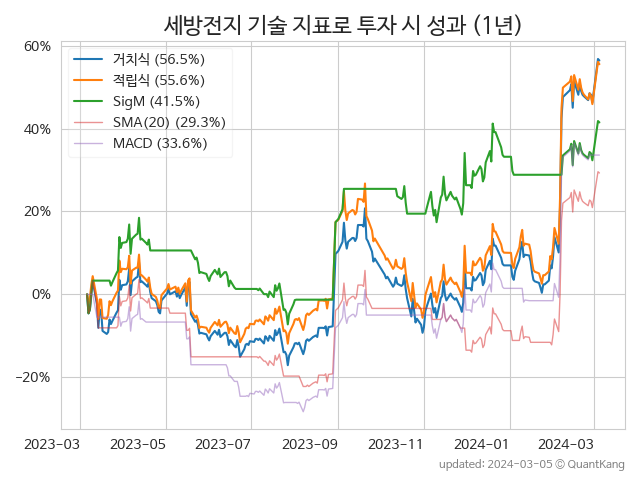 세방전지 기술 지표로 투자 시 성과 (1년)
60%
40%
20%
0%
−20%
거치식 (56.5%)
적립식 (55.6%)
SigM (41.5%)
SMA(20) (29.3%)
MACD (33.6%)
2023-03
2023-05
2023-07
2023-09
2023-11
2024-01
2024-03
updated: 2024-03-05 © QuantKang